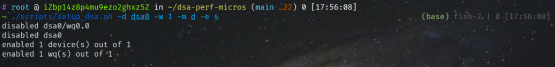 # root @ iZbp14z8p4mu9ezo2ghxz5Z in ~/dsa-perf-micros (main ..22) 0 [17:56:08]
~ ./scripts/setup_dsa.sh -d dsa0 -w 1 -m d -e 4 (base) fish-2 | 0 [17:56:08]
disabled dsa0/wq0.0
disabled dsa0
enabled 1 device(s) out of 1
enabled 1 wq(s) out of 1